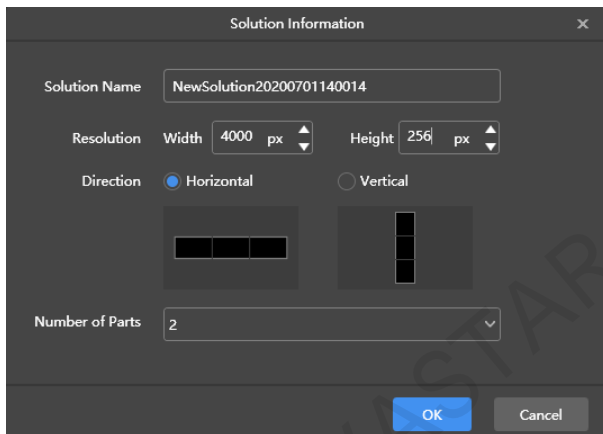 Solution Information
Solution Name NewSolution20200701140014
Resolution Width 4000 px Height 256 px
Direction Horizontal Vertical
Number of Parts 2
OK Cancel